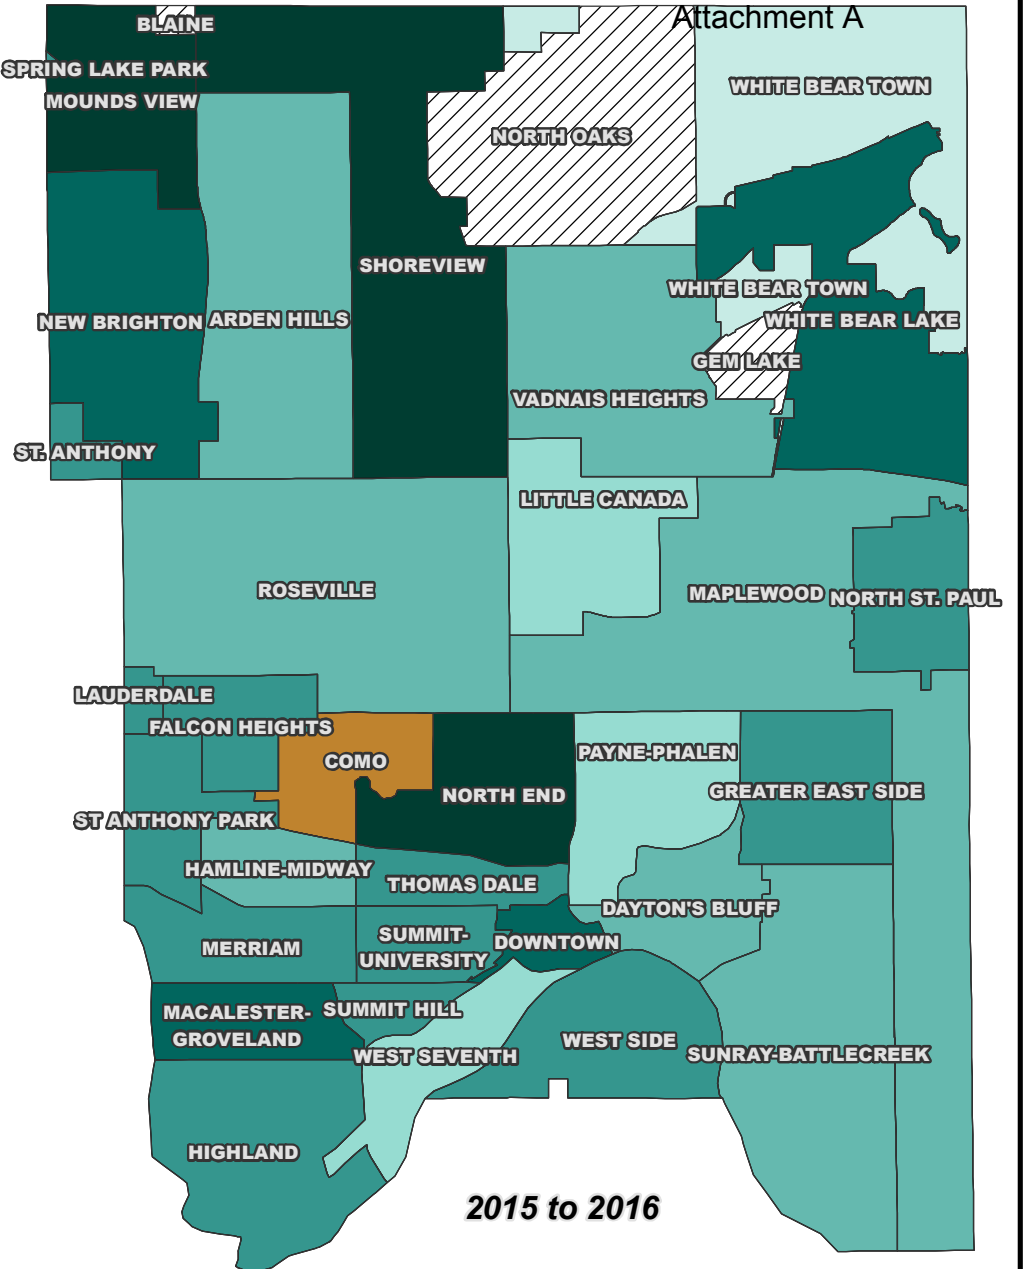 Attachment A
BLAINE
SPRING LAKE PARK
WHITE BEAR TOWN
MOUNDS VIEW
NORTH OAKS
SHOREVIEW
WHITE BEAR TOWN
NEW BRIGHTON
ARDEN HILLS
WHITE BEAR LAKE
GEM LAKE
VADNAIS HEIGHTS
ST. ANTHONY
LITTLE CANADA
ROSEVILLE
MAPLEWOOD
NORTH ST. PAUL
LAUDERDALE
FALCON HEIGHTS
COMO
PAYNE-PHALEN
NORTH END
GREATER EAST SIDE
ST ANTHONY PARK
HAMLINE-MIDWAY
THOMAS DALE
DAYTON'S BLUFF
MERRIAM
SUMMIT-
UNIVERSITY
DOWNTOWN
MACALESTER-
GROVELAND
SUMMIT HILL
WEST SEVENTH
WEST SIDE
SUNRAY-BATTLECREEK
HIGHLAND
2015 to 2016